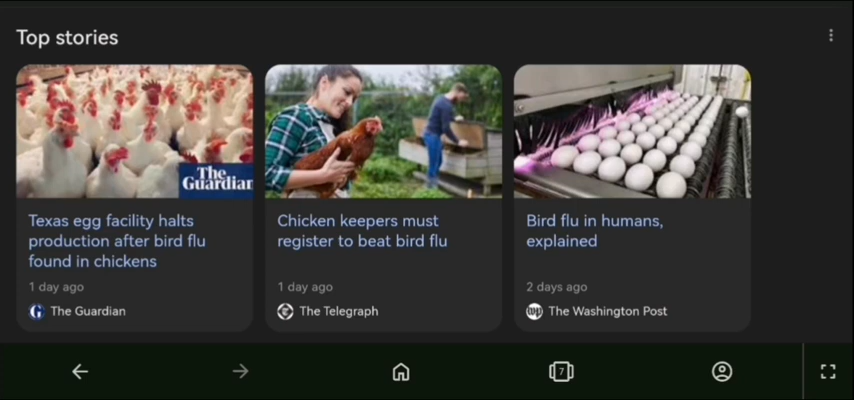 Top stories
The
Guardian
Texas egg facility halts
production after bird flu
found in chickens
1 day ago
The Guardian
Chicken keepers must
register to beat bird flu
1 day ago
The Telegraph
Bird flu in humans,
explained
2 days ago
wp
The Washington Post
7